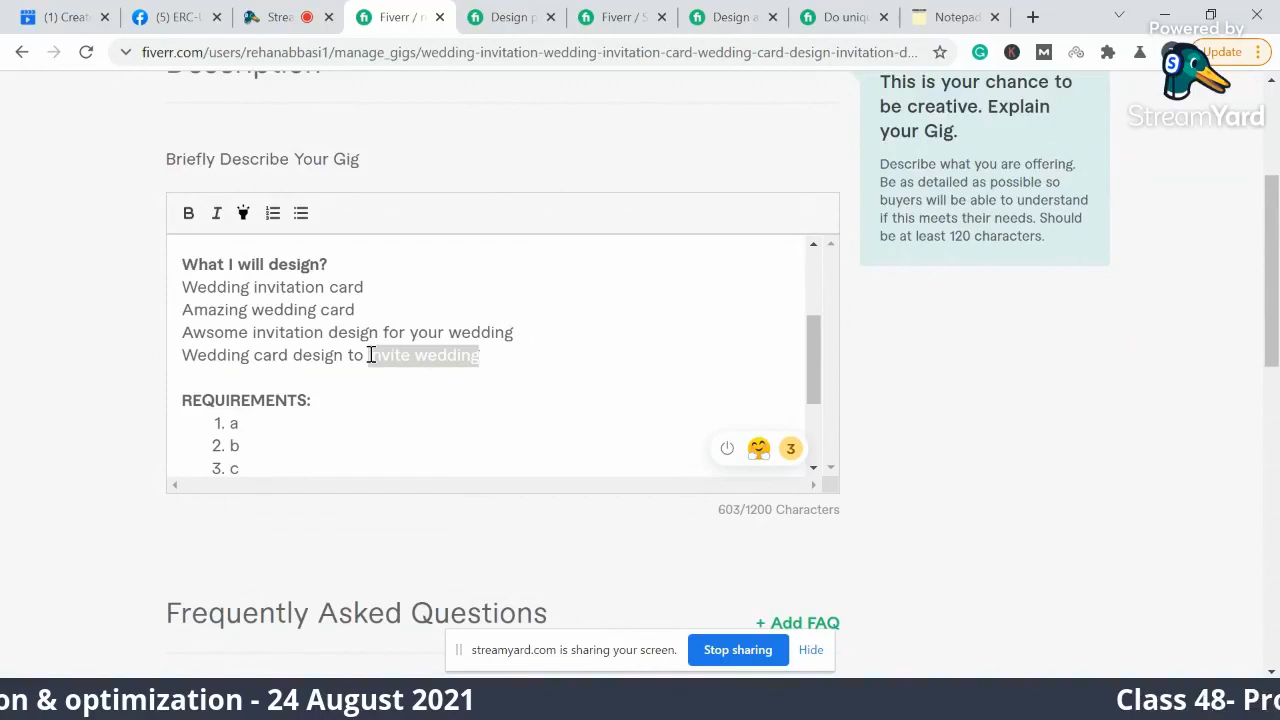 (1) Creat
(5) ERC-U
Strea
Fiverr / r
Design p
Fiverr / S
Design a
Do uniqu
Notepad
Powered by
fiverr.com/users/rehanabbasi1/manage_gigs/wedding-invitation-wedding-invitation-card-wedding-card-design-invitation-d...
Update
StreamYard
Description
This is your chance to
be creative. Explain
your Gig.
Describe what you are offering.
Be as detailed as possible so
buyers will be able to understand
if this meets their needs. Should
be at least 120 characters.
Briefly Describe Your Gig
B I
What I will design?
Wedding invitation card
Amazing wedding card
Awsome invitation design for your wedding
Wedding card design to invite wedding
REQUIREMENTS:
1. a
2. b
3. c
3
603/1200 Characters
Frequently Asked Questions
+ Add FAQ
streamyard.com is sharing your screen.
Stop sharing
Hide
on & optimization - 24 August 2021
Class 48- Pro